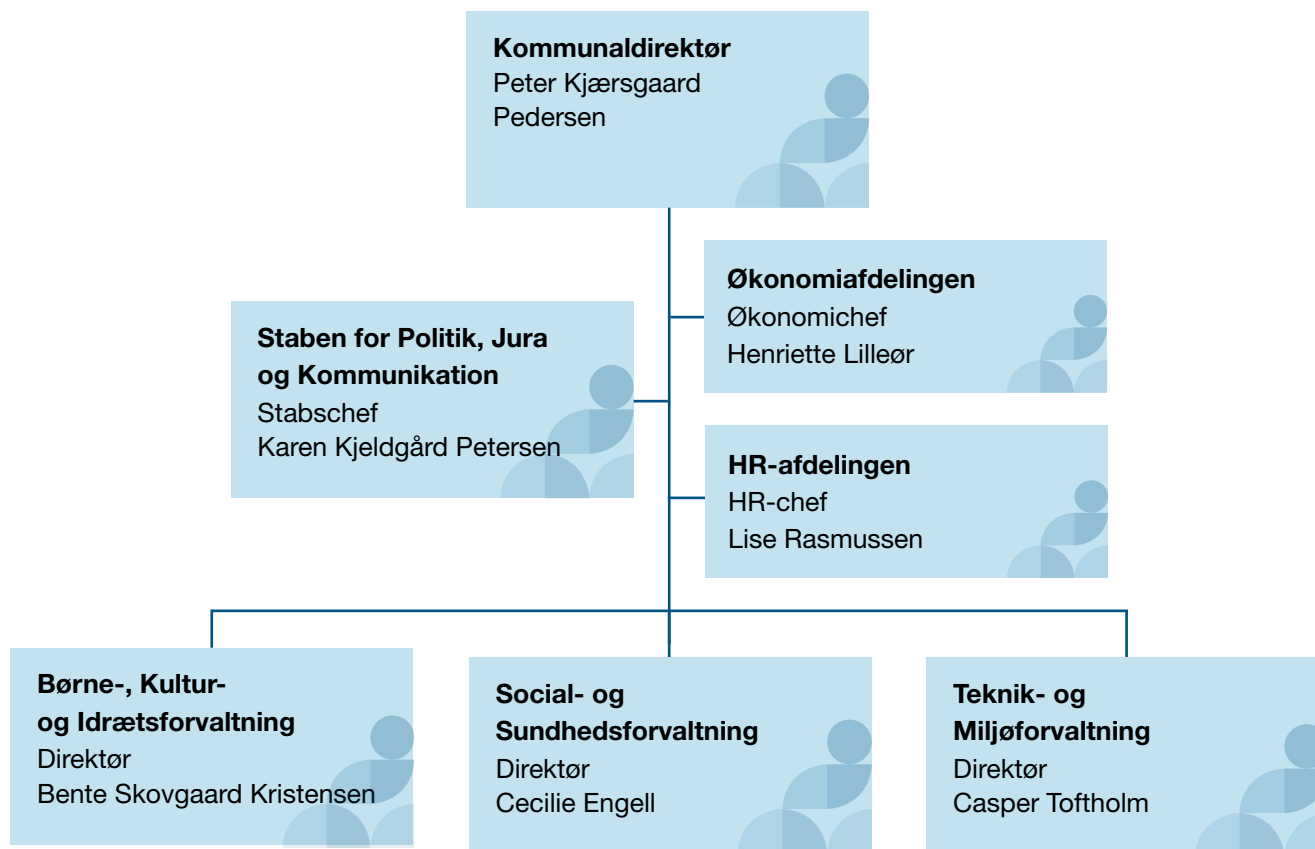 Kommunaldirektør
Peter Kjærsgaard
Pedersen
Økonomiafdelingen
Økonomichef
Henriette Lilleør
Staben for Politik, Jura
og Kommunikation
Stabschef
Karen Kjeldgård Petersen
HR-afdelingen
HR-chef
Lise Rasmussen
Børne-, Kultur-
og Idrætsforvaltning
Direktør
Bente Skovgaard Kristensen
Social- og
Sundhedsforvaltning
Direktør
Cecilie Engell
Teknik- og
Miljøforvaltning
Direktør
Casper Toftholm